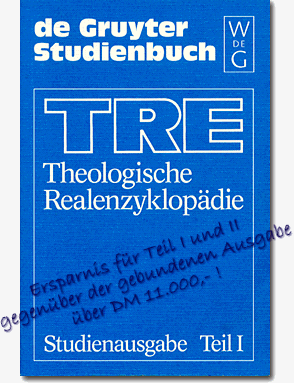 de Gruyter
Studienbuch
W
DE
G
TRE
Theologische
Realenzyklopädie
Ersparnis für Teil I und II
gegenüber der gebundenen Ausgabe
über DM 11.000,- !
Studienausgabe Teil I